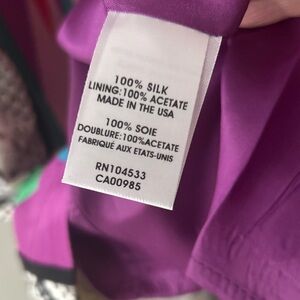 100% SILK
LINING:100% ACETATE
MADE IN THE USA
100% SOIE
DOUBLURE:100%ACETATE
FABRIQUÉ AUX ETATS-UNIS
RN104533
CA00985